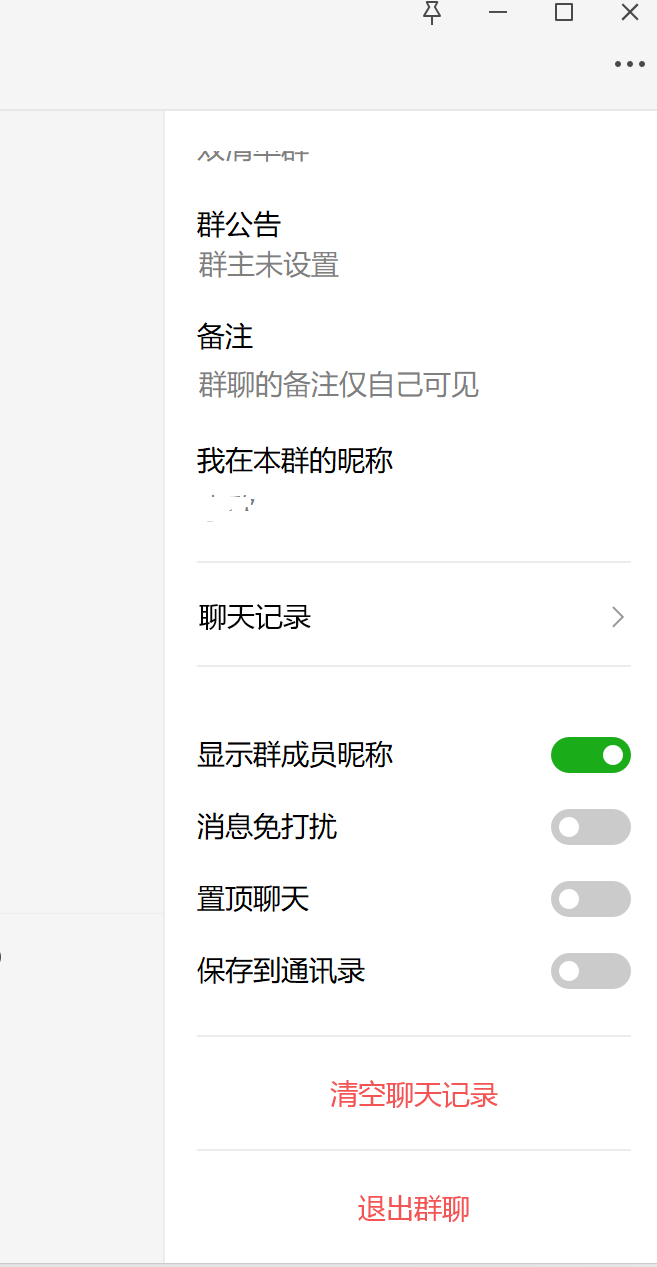 群公告
群主未设置
备注
群聊的备注仅自己可见
我在本群的昵称
聊天记录
显示群成员昵称
消息免打扰
置顶聊天
保存到通讯录
清空聊天记录
退出群聊